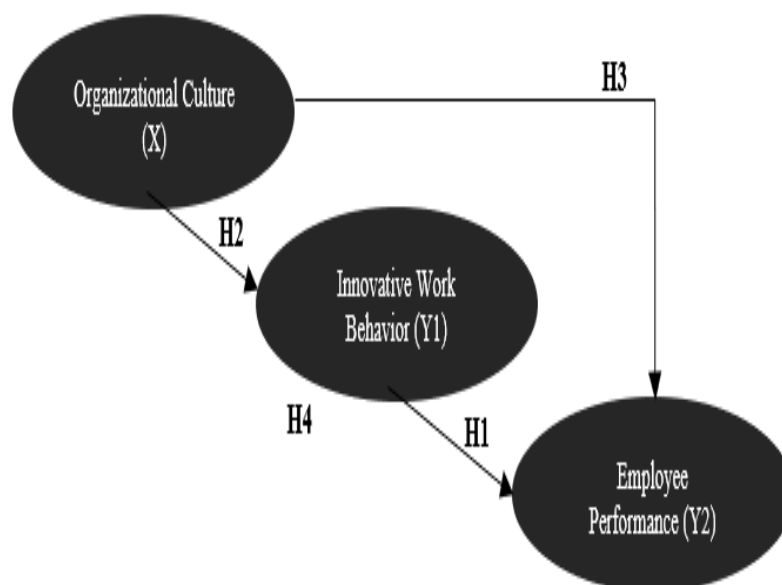 Organizational Culture
(X)
H3
H2
Innovative Work
Behavior (Y1)
H4
H1
Employee
Performance (Y2)